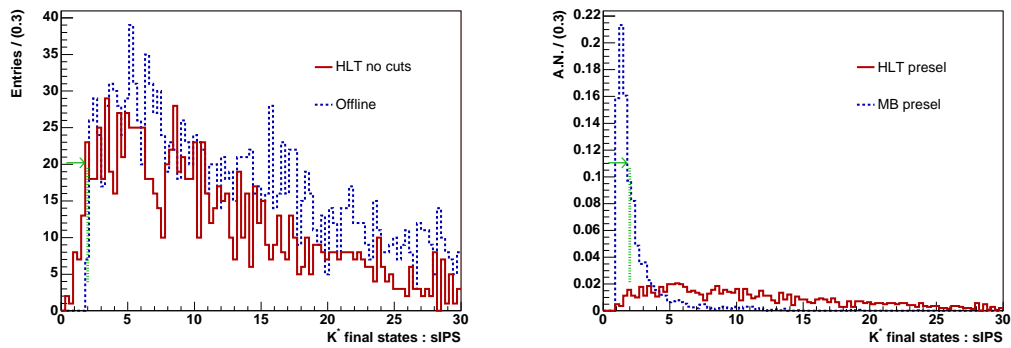 Entries / (0.3)
40
35
30
25
20
15
10
5
0
HLT no cuts
Offline
0 5 10 15 20 25 30
K* final states : sIPS
A.N. / (0.3)
0.22
0.2
0.18
0.16
0.14
0.12
0.1
0.08
0.06
0.04
0.02
0
HLT presel
MB presel
0 5 10 15 20 25 30
K* final states : sIPS